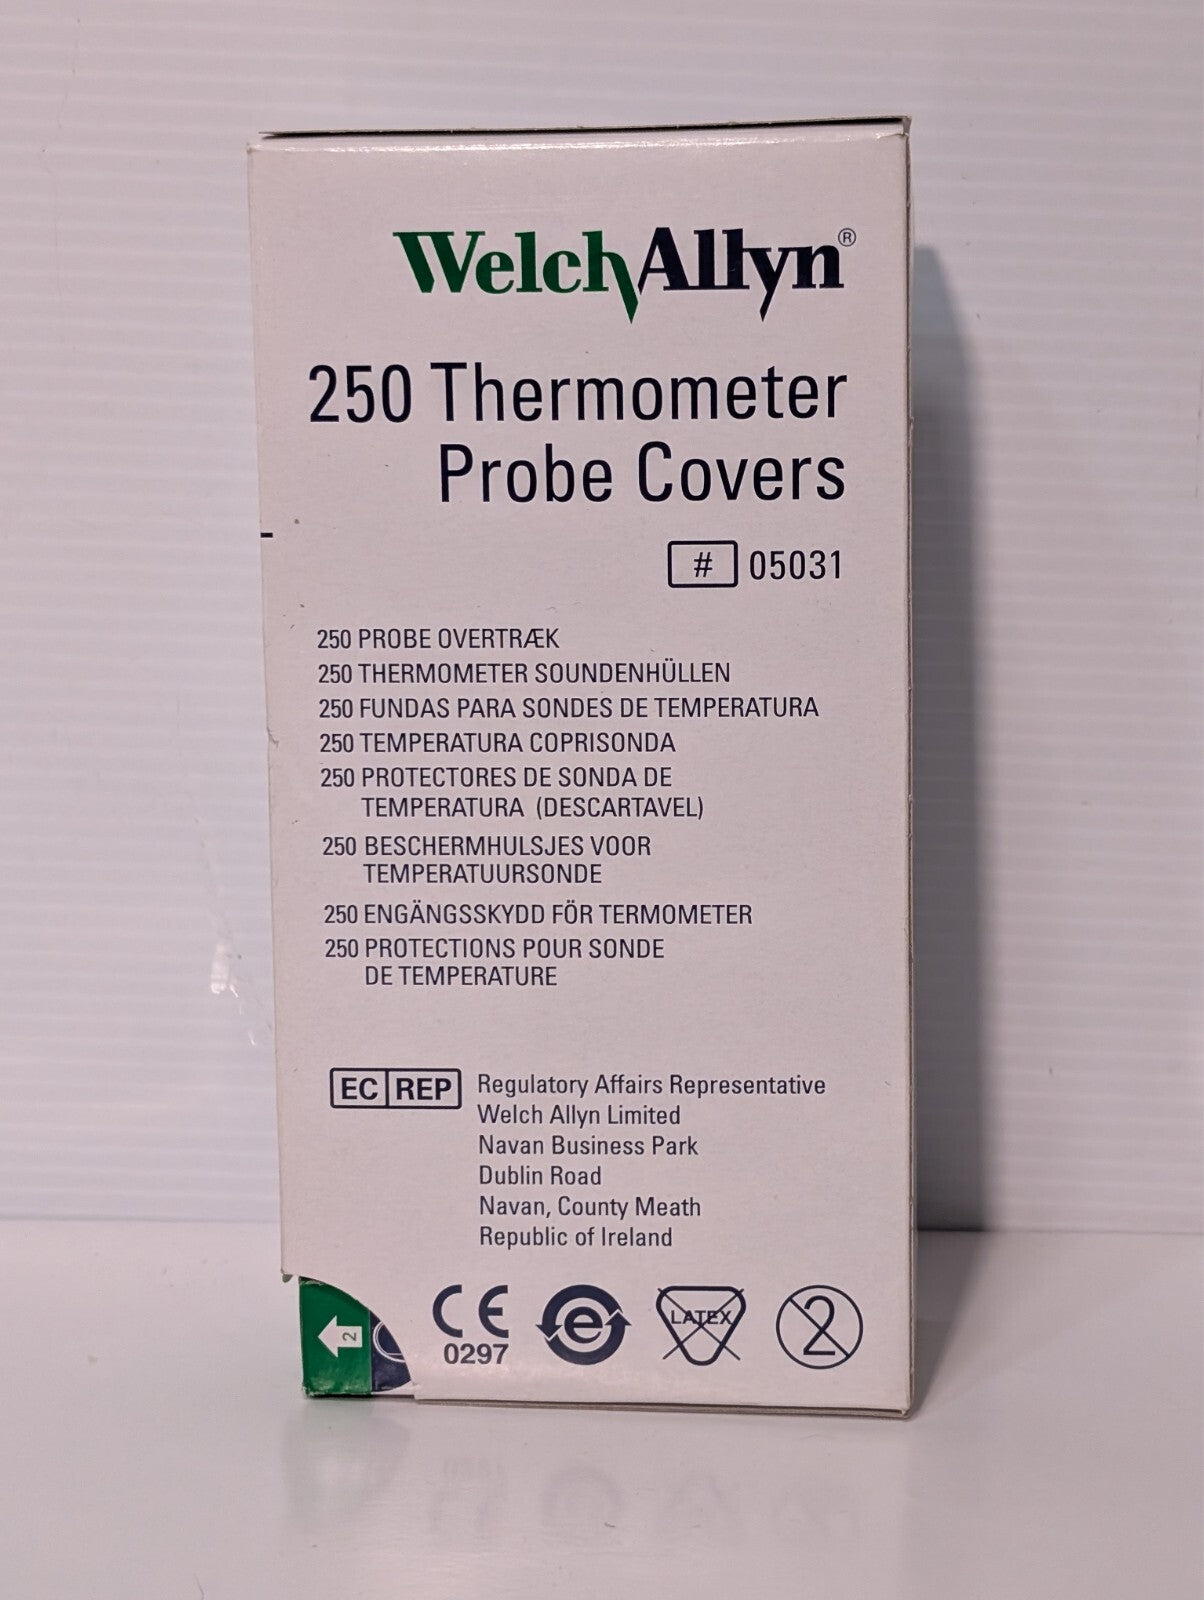 WelchAllyn®
250 Thermometer
Probe Covers
# 05031
250 PROBE OVERTRÆK
250 THERMOMETER SOUNDENHÜLLEN
250 FUNDAS PARA SONDES DE TEMPERATURA
250 TEMPERATURA COPRISONDA
250 PROTECTORES DE SONDA DE
TEMPERATURA (DESCARTAVEL)
250 BESCHERMHULSJES VOOR
TEMPERATUURSONDE
250 ENGÄNGSSKYDD FÖR TERMOMETER
250 PROTECTIONS POUR SONDE
DE TEMPERATURE
EC REP Regulatory Affairs Representative
Welch Allyn Limited
Navan Business Park
Dublin Road
Navan, County Meath
Republic of Ireland
2
CE e LATEX 2
0297